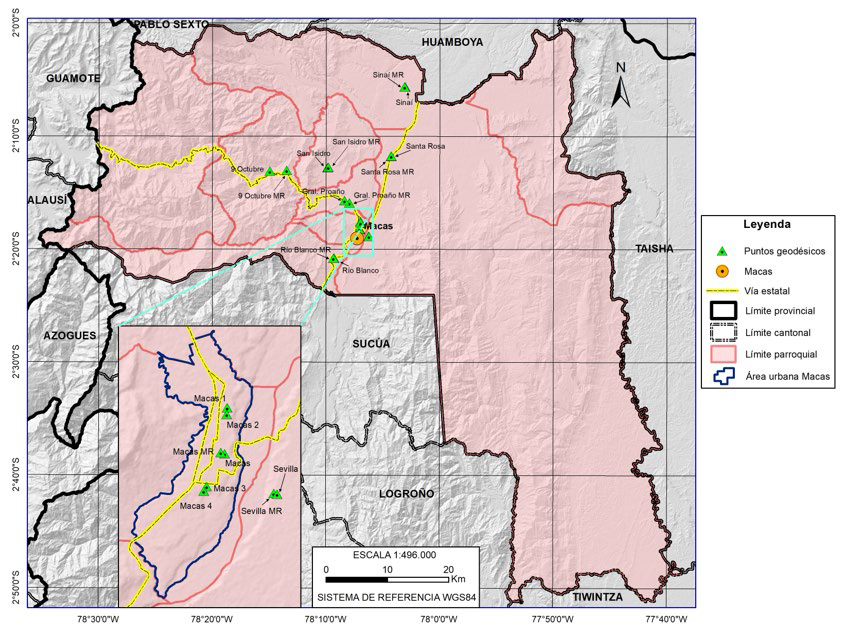 2°0'0"S
2°10'0"S
2°20'0"S
2°30'0"S
2°40'0"S
2°50'0"S
PABLO SEXTO
HUAMBOYA
GUAMOTE
ALAUSÍ
AZOGUES
SUCÚA
LOGROÑO
TAISHA
TIWINTZA
N
Sinaí MR
Sinaí
San Isidro MR
San Isidro
Santa Rosa
Santa Rosa MR
9 Octubre
9 Octubre MR
Gral. Proaño
Gral. Proaño MR
Macas
Río Blanco MR
Río Blanco
Macas 1
Macas 2
Macas MR
Macas
Macas 3
Macas 4
Sevilla
Sevilla MR
ESCALA 1:496.000
0 10 20
Km
SISTEMA DE REFERENCIA WGS84
78°30'0"W
78°20'0"W
78°10'0"W
78°0'0"W
77°50'0"W
77°40'0"W
Leyenda
Puntos geodésicos
Macas
Vía estatal
Límite provincial
Límite cantonal
Límite parroquial
Área urbana Macas